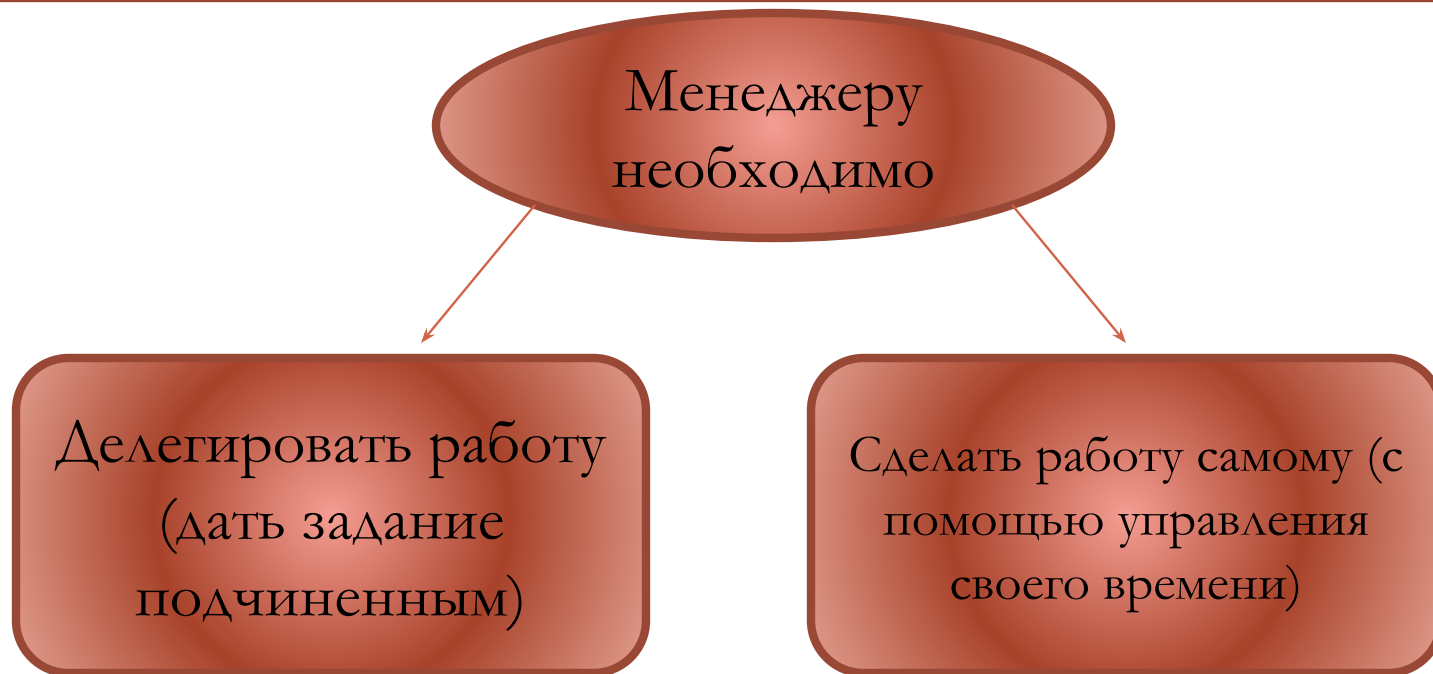 Менеджеру
необходимо
Делегировать работу
(дать задание
подчиненным)
Сделать работу самому (с
помощью управления
своего времени)